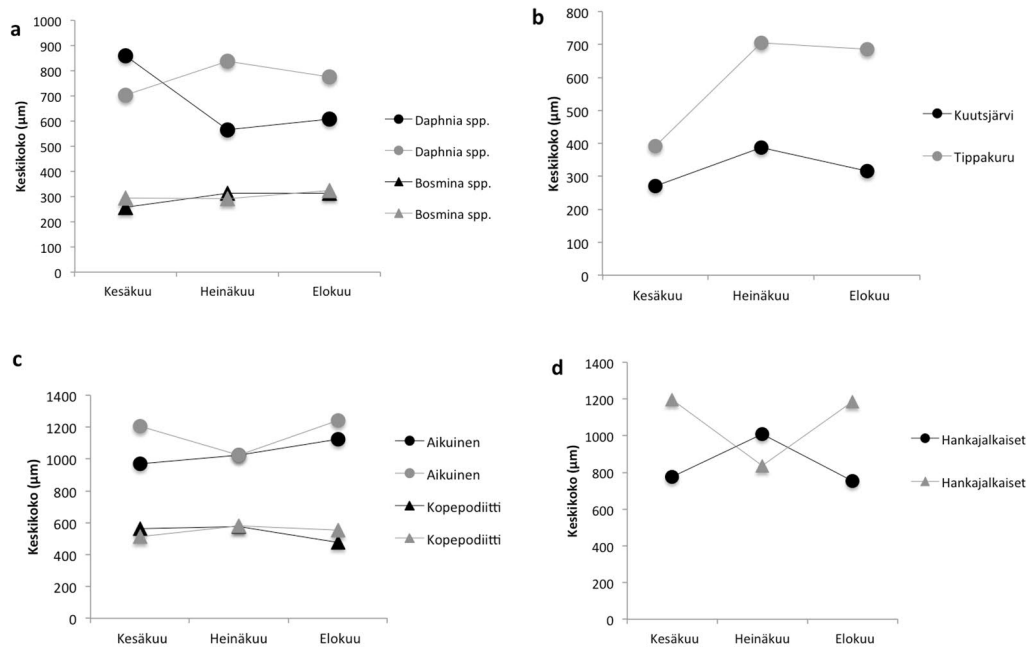 a
1000
900
800
700
600
500
400
300
200
100
0
Keskikoko (μm)
Kesäkuu Heinäkuu Elokuu
Daphnia spp.
Daphnia spp.
Bosmina spp.
Bosmina spp.
b
800
700
600
500
400
300
200
100
0
Keskikoko (μm)
Kesäkuu Heinäkuu Elokuu
Kuutsjärvi
Tippakuru
c
1400
1200
1000
800
600
400
200
0
Keskikoko (μm)
Kesäkuu Heinäkuu Elokuu
Aikuinen
Aikuinen
Kopepodiitti
Kopepodiitti
d
1400
1200
1000
800
600
400
200
0
Keskikoko (μm)
Kesäkuu Heinäkuu Elokuu
Hankajalkaiset
Hankajalkaiset